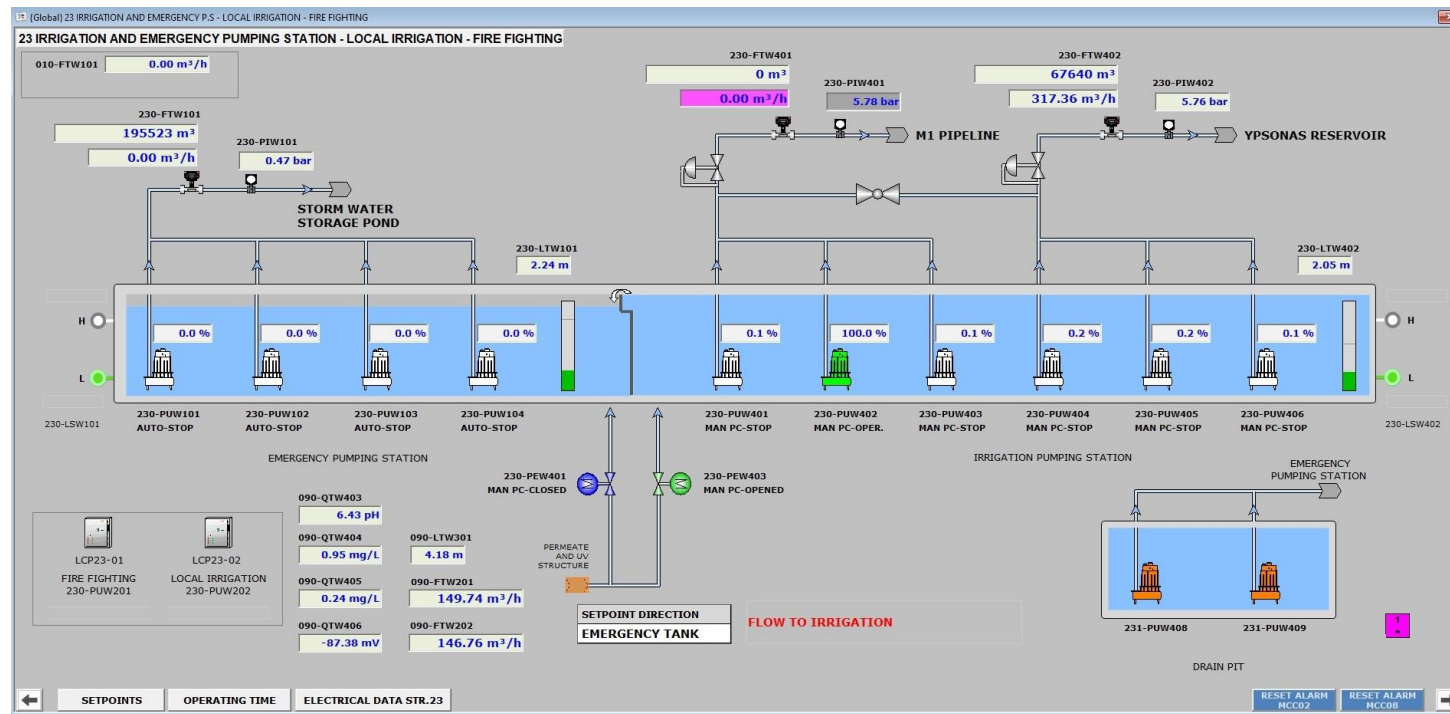 (Global) 23 IRRIGATION AND EMERGENCY P.S - LOCAL IRRIGATION - FIRE FIGHTING
23 IRRIGATION AND EMERGENCY PUMPING STATION - LOCAL IRRIGATION - FIRE FIGHTING
010-FTW101 0.00 m³/h
230-FTW101
195523 m³
0.00 m³/h
230-PIW101
0.47 bar
STORM WATER
STORAGE POND
230-FTW401
0 m³
0.00 m³/h
230-PIW401
5.78 bar
M1 PIPELINE
230-FTW402
67640 m³
317.36 m³/h
230-PIW402
5.76 bar
YPSONAS RESERVOIR
230-LTW101
2.24 m
230-LTW402
2.05 m
H
L
0.0 % 0.0 % 0.0 % 0.0 %
0.1 % 100.0 % 0.1 % 0.2 % 0.2 % 0.1 %
H
L
230-LSW101
230-PUW101 230-PUW102 230-PUW103 230-PUW104
AUTO-STOP AUTO-STOP AUTO-STOP AUTO-STOP
230-PUW401 230-PUW402 230-PUW403 230-PUW404 230-PUW405 230-PUW406
MAN PC-STOP MAN PC-OPER. MAN PC-STOP MAN PC-STOP MAN PC-STOP MAN PC-STOP
230-LSW402
EMERGENCY PUMPING STATION
IRRIGATION PUMPING STATION
230-PEW401
MAN PC-CLOSED
230-PEW403
MAN PC-OPENED
EMERGENCY
PUMPING STATION
LCP23-01
FIRE FIGHTING
230-PUW201
LCP23-02
LOCAL IRRIGATION
230-PUW202
090-QTW403
6.43 pH
090-QTW404
0.95 mg/L
090-QTW405
0.24 mg/L
090-QTW406
-87.38 mV
090-LTW301
4.18 m
090-FTW201
149.74 m³/h
090-FTW202
146.76 m³/h
PERMEATE
AND UV
STRUCTURE
SETPOINT DIRECTION
EMERGENCY TANK
FLOW TO IRRIGATION
231-PUW408 231-PUW409
DRAIN PIT
SETPOINTS
OPERATING TIME
ELECTRICAL DATA STR.23
RESET ALARM
MCC02
RESET ALARM
MCC08